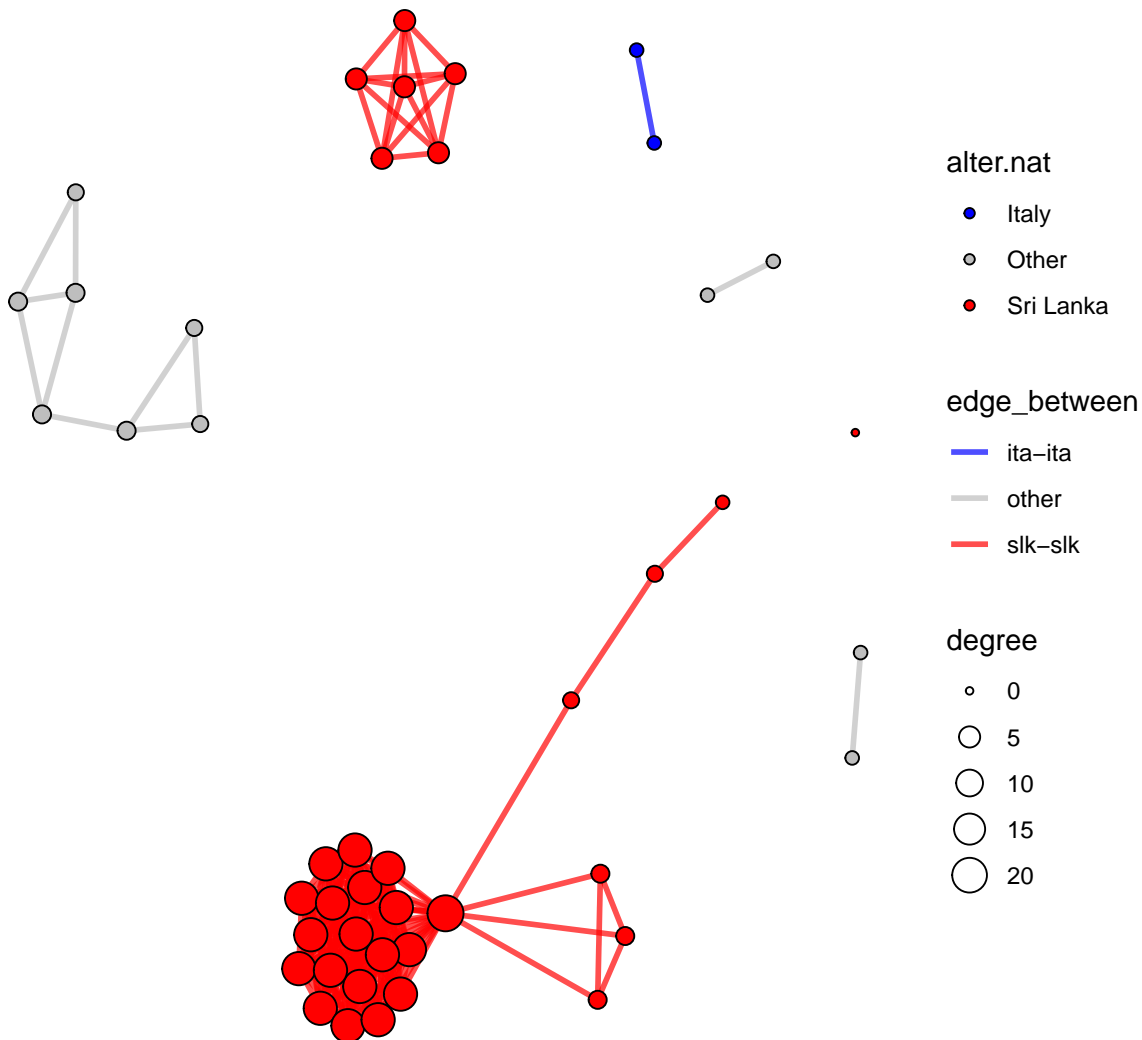 alter.nat
Italy
Other
Sri Lanka
edge_between
ita−ita
other
slk−slk
degree
0
5
10
15
20